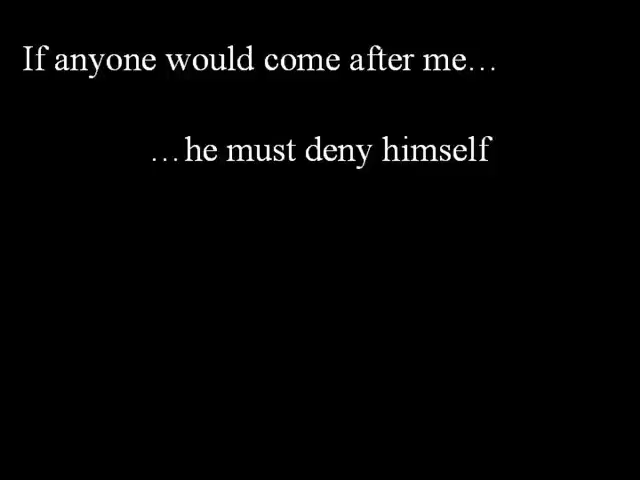 If anyone would come after me…
…he must deny himself